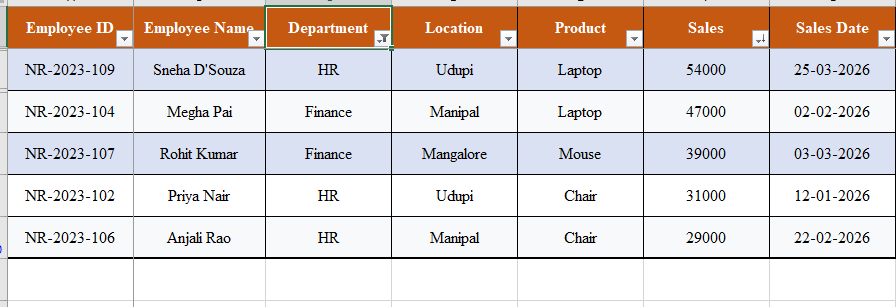 Employee ID Employee Name Department Location Product Sales Sales Date
NR-2023-109 Sneha D'Souza HR Udupi Laptop 54000 25-03-2026
NR-2023-104 Megha Pai Finance Manipal Laptop 47000 02-02-2026
NR-2023-107 Rohit Kumar Finance Mangalore Mouse 39000 03-03-2026
NR-2023-102 Priya Nair HR Udupi Chair 31000 12-01-2026
NR-2023-106 Anjali Rao HR Manipal Chair 29000 22-02-2026